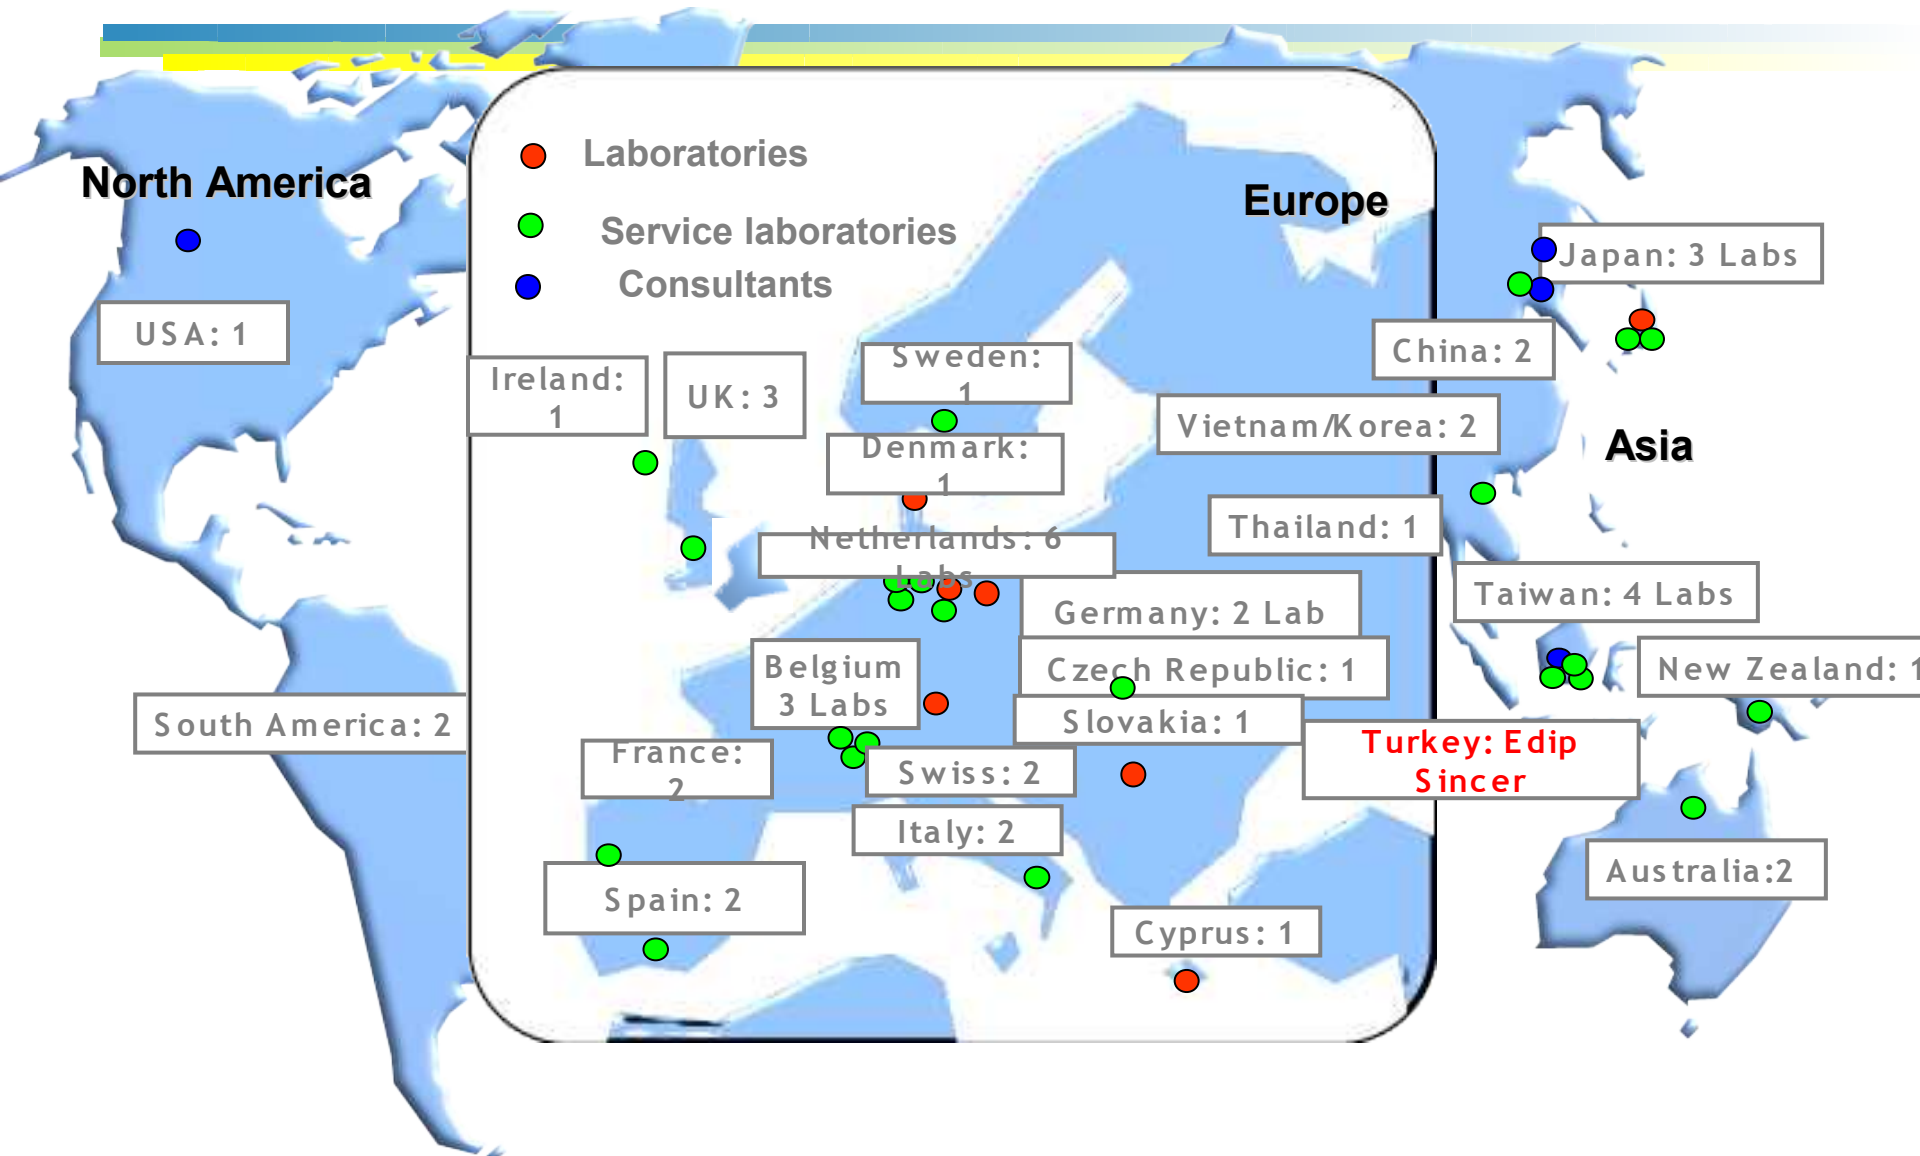 Laboratories
North America
Europe
Service laboratories
Japan: 3 Labs
Consultants
USA: 1
China: 2
Sweden:
1
Ireland:
1
UK: 3
Vietnam/Korea: 2
Asia
Denmark:
1
Thailand: 1
Netherlands: 6
Labs
Taiwan: 4 Labs
Germany: 2 Lab
Belgium
3 Labs
Czech Republic: 1
New Zealand: 1
South America: 2
Slovakia: 1
Turkey: Edip
Sincer
France:
2
Swiss: 2
Italy: 2
Australia:2
Spain: 2
Cyprus: 1